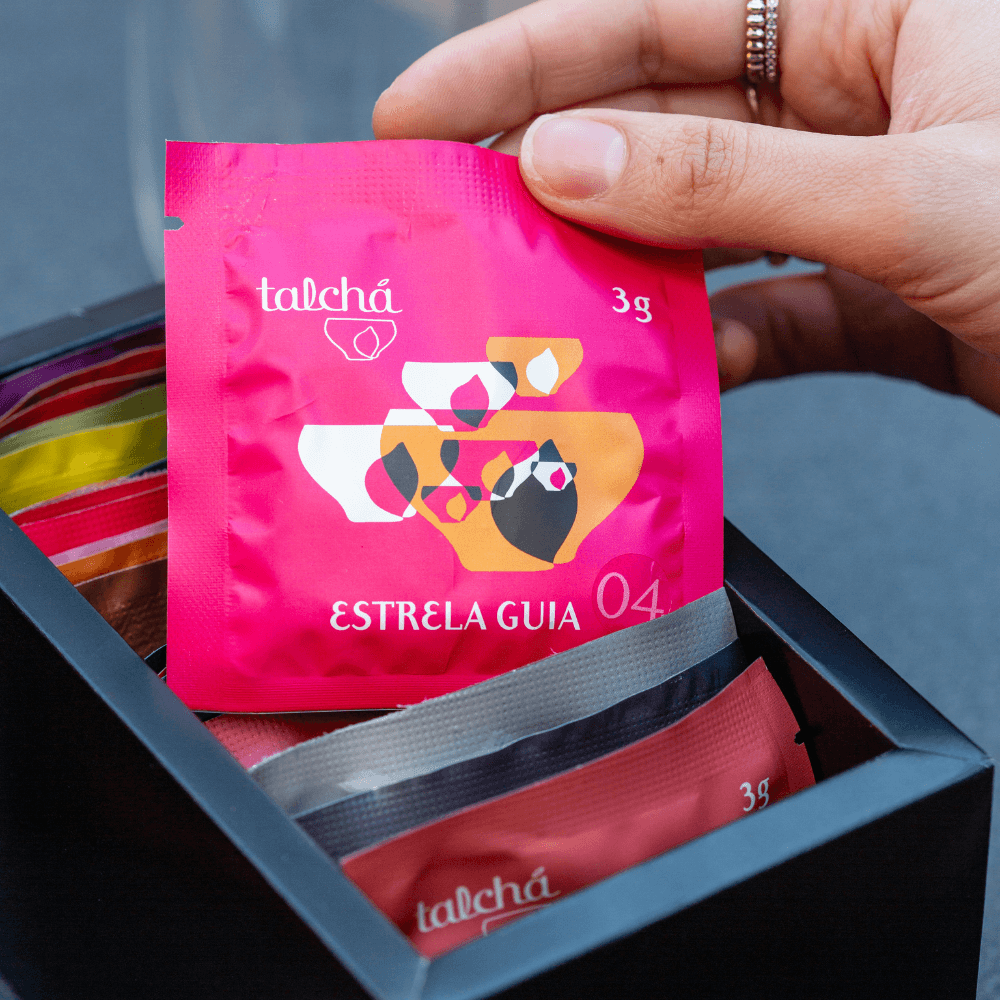 talchá
3g
ESTRELA GUIA
04
3g
talchá